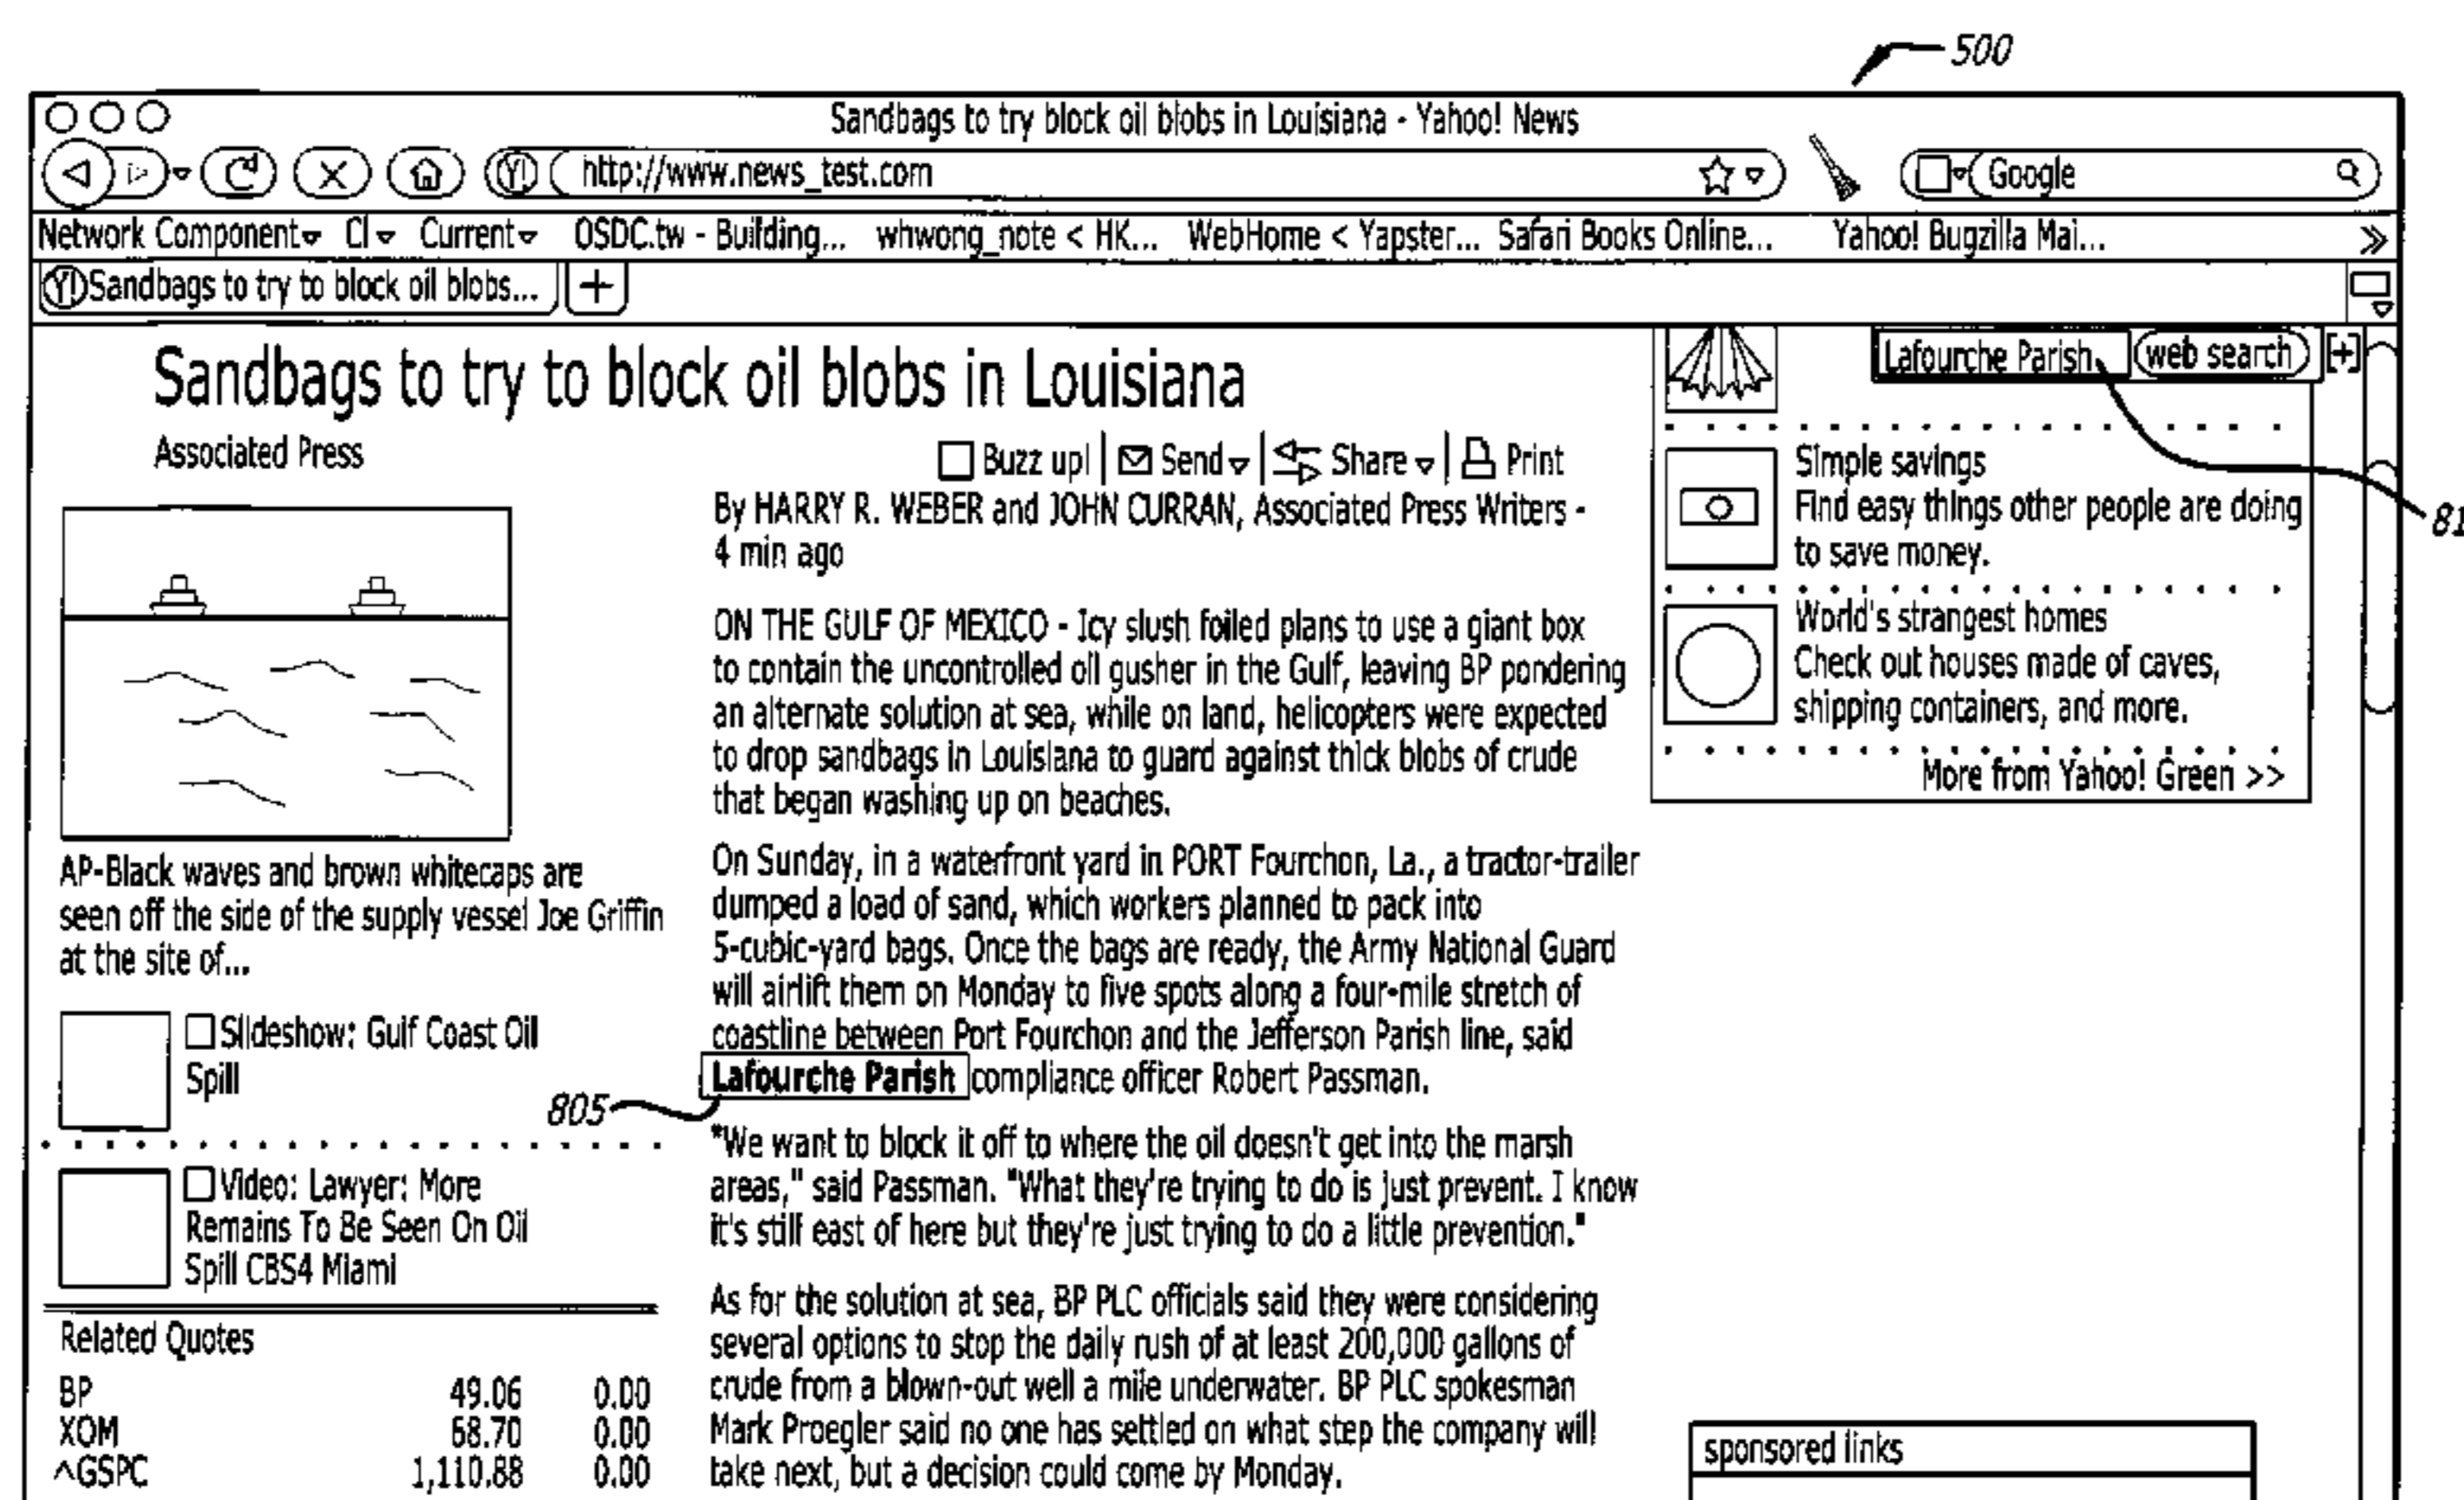 500
Sandbags to try block oil blobs in Louisiana - Yahoo! News
Y! http://www.news_test.com
Google
Network Component Cl Current OSDC.tw - Building... whwong_note < HK... WebHome < Yapster... Safari Books Online... Yahoo! Bugzilla Mai... >>
Y! Sandbags to try to block oil blobs... +
Sandbags to try to block oil blobs in Louisiana
Associated Press
Buzz up! | Send | Share | Print
By HARRY R. WEBER and JOHN CURRAN, Associated Press Writers -
4 min ago
ON THE GULF OF MEXICO - Icy slush foiled plans to use a giant box
to contain the uncontrolled oil gusher in the Gulf, leaving BP pondering
an alternate solution at sea, while on land, helicopters were expected
to drop sandbags in Louisiana to guard against thick blobs of crude
that began washing up on beaches.
On Sunday, in a waterfront yard in PORT Fourchon, La., a tractor-trailer
dumped a load of sand, which workers planned to pack into
5-cubic-yard bags. Once the bags are ready, the Army National Guard
will airlift them on Monday to five spots along a four-mile stretch of
coastline between Port Fourchon and the Jefferson Parish line, said
Lafourche Parish compliance officer Robert Passman.
805
"We want to block it off to where the oil doesn't get into the marsh
areas," said Passman. "What they're trying to do is just prevent. I know
it's still east of here but they're just trying to do a little prevention."
As for the solution at sea, BP PLC officials said they were considering
several options to stop the daily rush of at least 200,000 gallons of
crude from a blown-out well a mile underwater. BP PLC spokesman
Mark Proegler said no one has settled on what step the company will
take next, but a decision could come by Monday.
AP-Black waves and brown whitecaps are
seen off the side of the supply vessel Joe Griffin
at the site of...
Slideshow: Gulf Coast Oil
Spill
Video: Lawyer: More
Remains To Be Seen On Oil
Spill CBS4 Miami
Related Quotes
BP 49.06 0.00
XOM 68.70 0.00
^GSPC 1,110.88 0.00
Lafourche Parish web search [+]
81
Simple savings
Find easy things other people are doing
to save money.
World's strangest homes
Check out houses made of caves,
shipping containers, and more.
More from Yahoo! Green >>
sponsored links